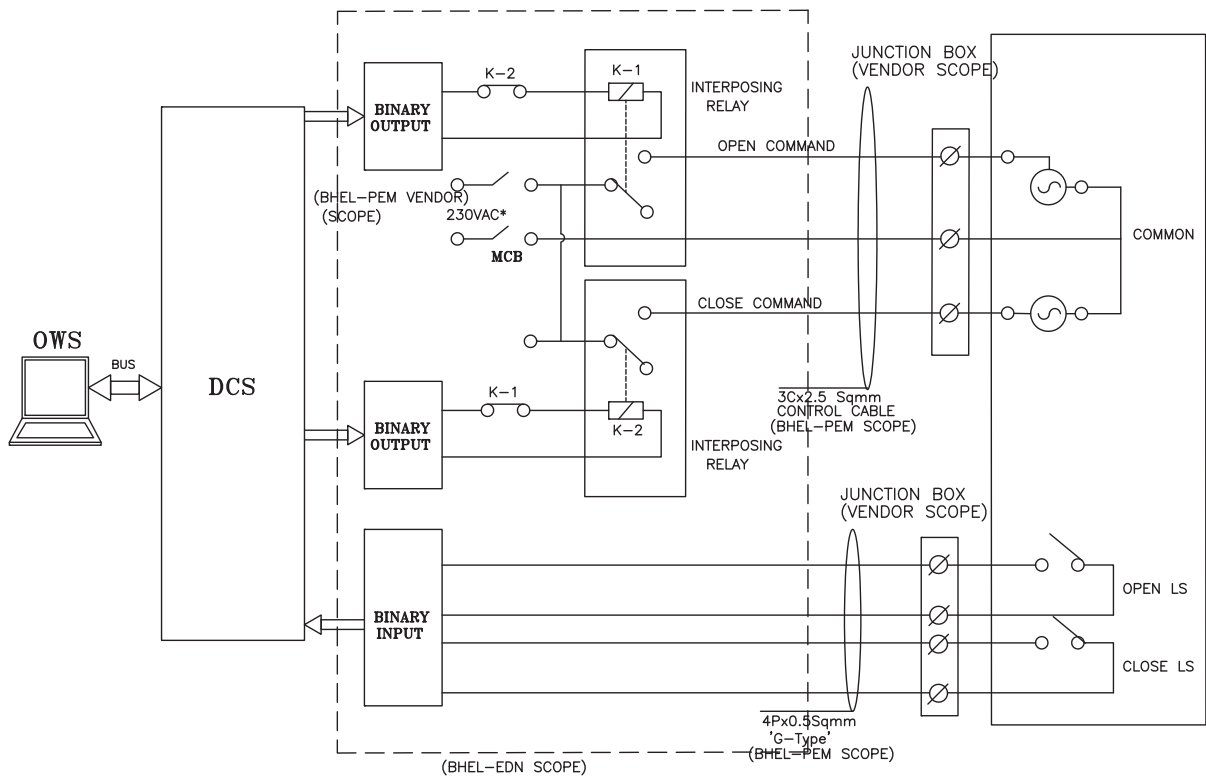 JUNCTION BOX
(VENDOR SCOPE)
K-2
K-1
INTERPOSING
RELAY
BINARY
OUTPUT
OPEN COMMAND
(BHEL-PEM VENDOR)
(SCOPE)
230VAC*
MCB
COMMON
CLOSE COMMAND
OWS
BUS
DCS
K-1
3Cx2.5 Sqmm
CONTROL CABLE
(BHEL-PEM SCOPE)
BINARY
OUTPUT
K-2
INTERPOSING
RELAY
JUNCTION BOX
(VENDOR SCOPE)
OPEN LS
BINARY
INPUT
CLOSE LS
4Px0.5Sqmm
'G-Type'
(BHEL-PEM SCOPE)
(BHEL-EDN SCOPE)